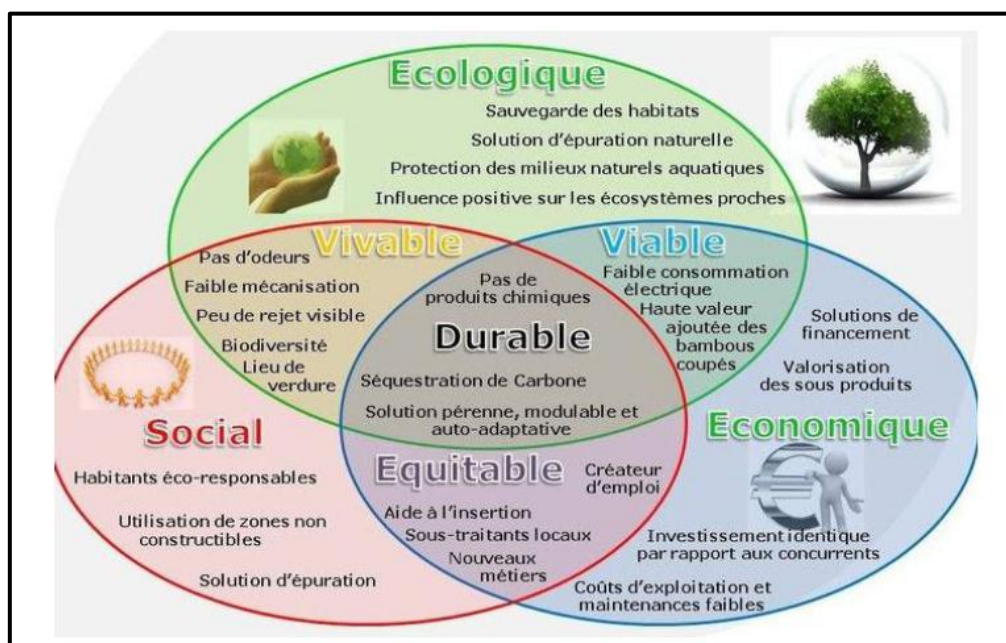 Ecologique
Sauvegarde des habitats
Solution d'épuration naturelle
Protection des milieux naturels aquatiques
Influence positive sur les écosystèmes proches
Vivable
Pas d'odeurs
Faible mécanisation
Peu de rejet visible
Biodiversité
Lieu de
verdure
Viable
Faible consommation
électrique
Haute valeur
ajoutée des
bambous
coupés
Pas de
produits chimiques
Durable
Séquestration de Carbone
Solution pérenne, modulable et
auto-adaptative
Solutions de
financement
Valorisation
des sous produits
Social
Habitants éco-responsables
Utilisation de zones non
constructibles
Solution d'épuration
Equitable
Créateur
d'emploi
Aide à l'insertion
Sous-traitants locaux
Nouveaux
métiers
Economique
Investissement identique
par rapport aux concurrents
Coûts d'exploitation et
maintenances faibles